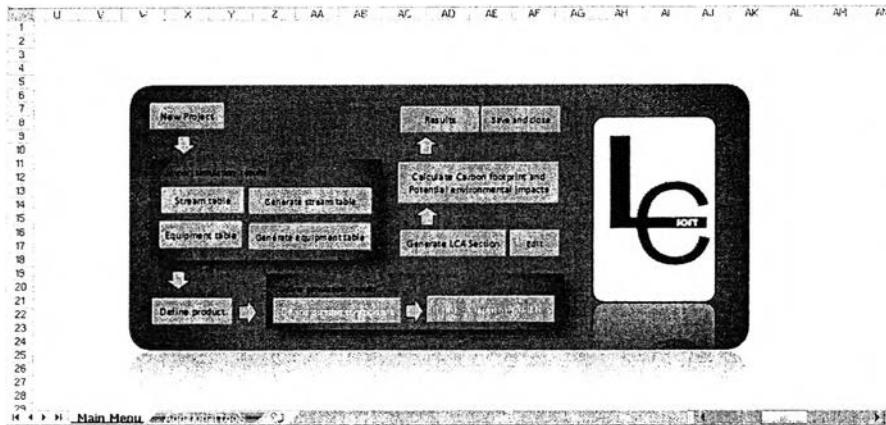 U V W X Y Z AA AB AC AD AE AF AG AH AI AJ AK AL AM AN
1
2
3
4
5
6
7
8
9
10
11
12
13
14
15
16
17
18
19
20
21
22
23
24
25
26
27
28
29
New Project
Stream table
Generate stream table
Equipment table
Generate equipment table
Define product
Results
Save and close
Calculate Carbon footprint and
Potential environmental impacts
Generate LCA Section
Edit
LC
SOFT
Main Menu